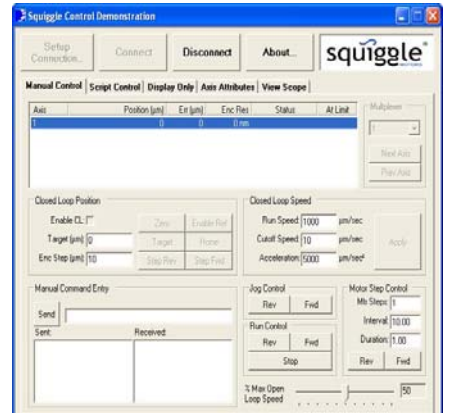 Squiggle Control Demonstration
Setup Connection... Connect Disconnect About... squiggle
Manual Control Script Control Display Only Axis Attributes View Scope
Axis Position (µm) Err (µm) Enc Res Status At Limit Multiplexer
1 0 0 0 nm 1
Next Axis
Prev Axis
Closed Loop Position Closed Loop Speed
Enable CL: Zero Enable Ref Run Speed: 1000 µm/sec
Target (µm) 0 Target Home Cutoff Speed: 10 µm/sec Apply
Enc Step (µm) 10 Step Rev Step Fwd Acceleration: 5000 µm/sec²
Manual Command Entry Jog Control Motor Step Control
Send Rev Fwd Mb Steps: 1
Sent: Received: Run Control Interval: 10.00
Rev Fwd Duration: 1.00
Stop Rev Fwd
% Max Open Loop Speed 50